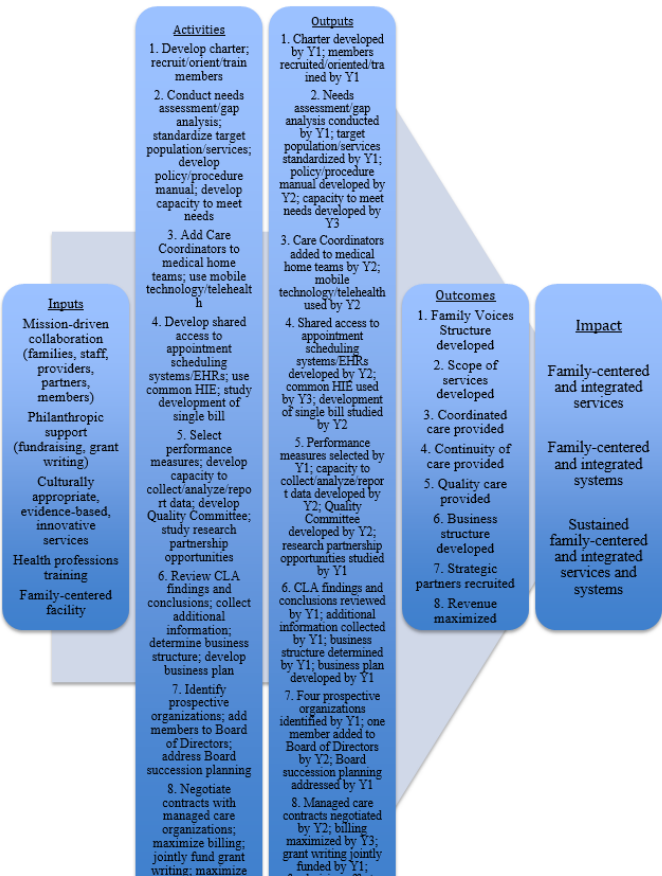 Inputs
Mission-driven
collaboration
(families, staff,
providers,
partners,
members)
Philanthropic
support
(fundraising, grant
writing)
Culturally
appropriate,
evidence-based,
innovative
services
Health professions
training
Family-centered
facility
Activities
1. Develop charter;
recruit/orient/train
members
2. Conduct needs
assessment/gap
analysis;
standardize target
population/services;
develop
policy/procedure
manual; develop
capacity to meet
needs
3. Add Care
Coordinators to
medical home
teams; use mobile
technology/telehealt
h
4. Develop shared
access to
appointment
scheduling
systems/EHRs; use
common HIE; study
development of
single bill
5. Select
performance
measures; develop
capacity to
collect/analyze/repo
rt data; develop
Quality Committee;
study research
partnership
opportunities
6. Review CLA
findings and
conclusions; collect
additional
information;
determine business
structure; develop
business plan
7. Identify
prospective
organizations; add
members to Board
of Directors;
address Board
succession planning
8. Negotiate
contracts with
managed care
organizations;
maximize billing;
jointly fund grant
writing; maximize
Outputs
1. Charter developed
by Y1; members
recruited/oriented/tra
ined by Y1
2. Needs
assessment/gap
analysis conducted
by Y1; target
population/services
standardized by Y1;
policy/procedure
manual developed by
Y2; capacity to meet
needs developed by
Y3
3. Care Coordinators
added to medical
home teams by Y2;
mobile
technology/telehealth
used by Y2
4. Shared access to
appointment
scheduling
systems/EHRs
developed by Y2;
common HIE used
by Y3; development
of single bill studied
by Y2
5. Performance
measures selected by
Y1; capacity to
collect/analyze/repor
t data developed by
Y2; Quality
Committee
developed by Y2;
research partnership
opportunities studied
by Y1
6. CLA findings and
conclusions reviewed
by Y1; additional
information collected
by Y1; business
structure determined
by Y1; business plan
developed by Y1
7. Four prospective
organizations
identified by Y1; one
member added to
Board of Directors
by Y2; Board
succession planning
addressed by Y1
8. Managed care
contracts negotiated
by Y2; billing
maximized by Y3;
grant writing jointly
funded by Y1;
Outcomes
1. Family Voices
Structure
developed
2. Scope of
services
developed
3. Coordinated
care provided
4. Continuity of
care provided
5. Quality care
provided
6. Business
structure
developed
7. Strategic
partners recruited
8. Revenue
maximized
Impact
Family-centered
and integrated
services
Family-centered
and integrated
systems
Sustained
family-centered
and integrated
services and
systems